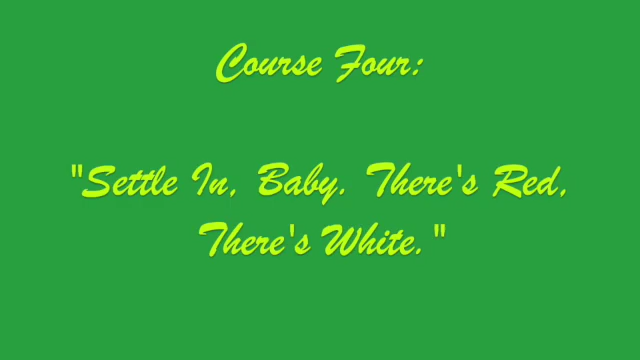 Course Four:
"Settle In, Baby. There's Red,
There's White."